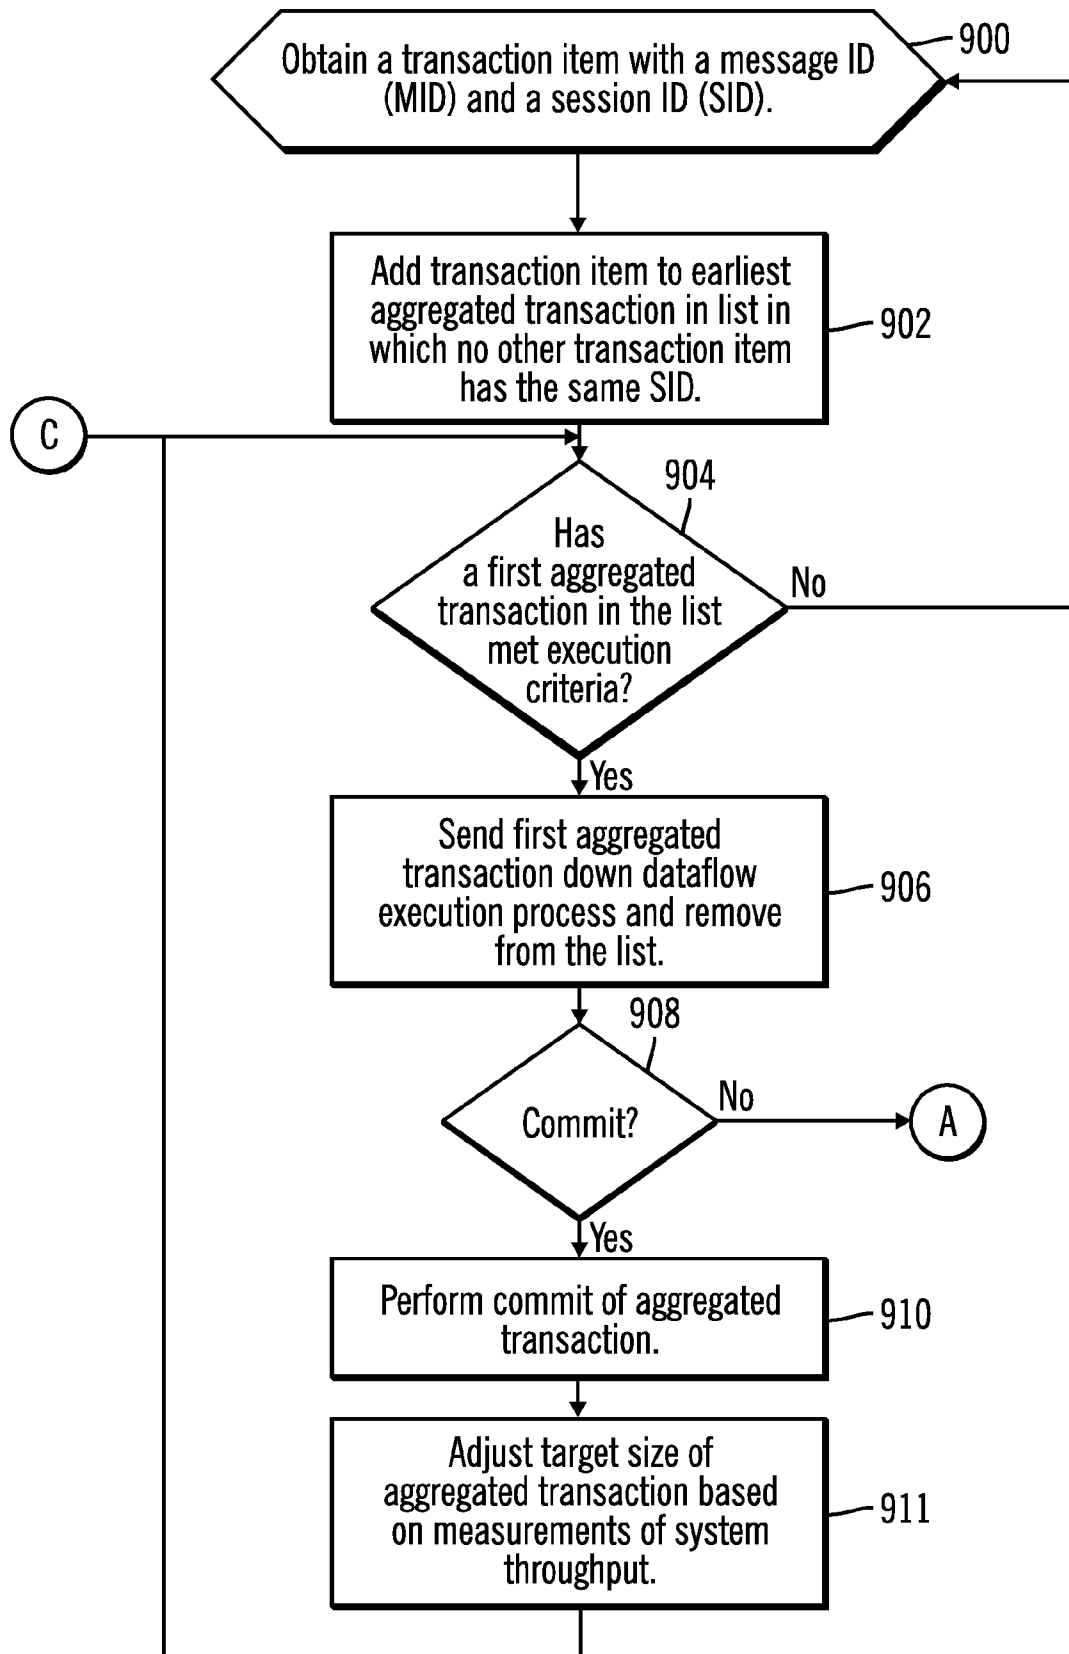 Obtain a transaction item with a message ID
(MID) and a session ID (SID).
900
Add transaction item to earliest
aggregated transaction in list in
which no other transaction item
has the same SID.
902
C
904
Has
a first aggregated
transaction in the list
met execution
criteria?
No
Yes
Send first aggregated
transaction down dataflow
execution process and remove
from the list.
906
908
Commit?
No
A
Yes
Perform commit of aggregated
transaction.
910
Adjust target size of
aggregated transaction based
on measurements of system
throughput.
911